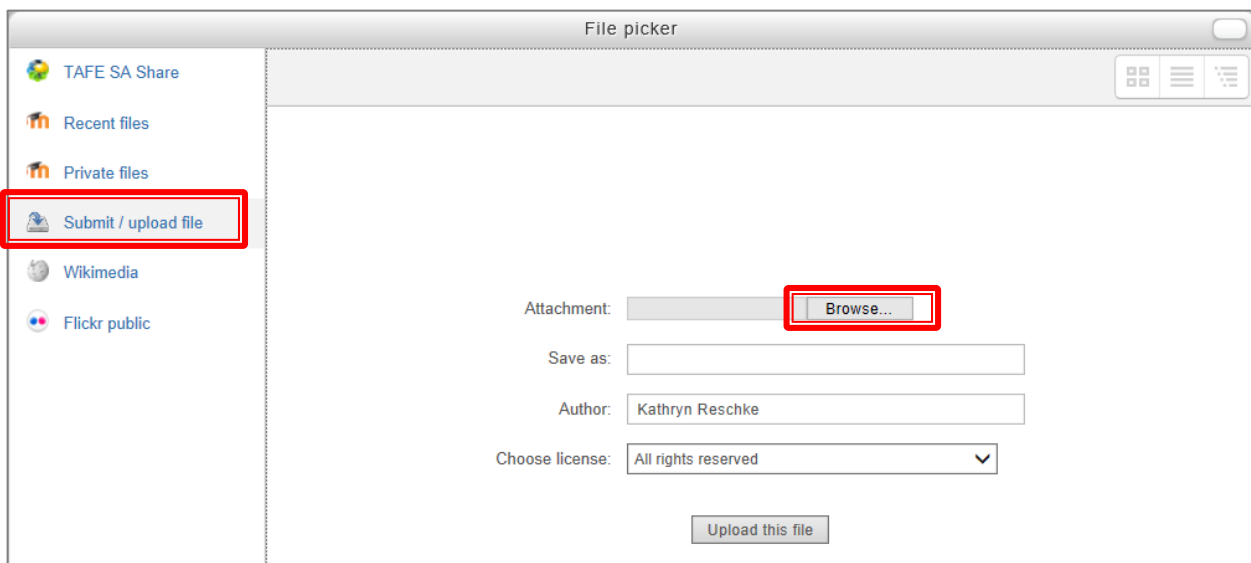 File picker
TAFE SA Share
Recent files
Private files
Submit / upload file
Wikimedia
Flickr public
Attachment: Browse...
Save as:
Author: Kathryn Reschke
Choose license: All rights reserved
Upload this file